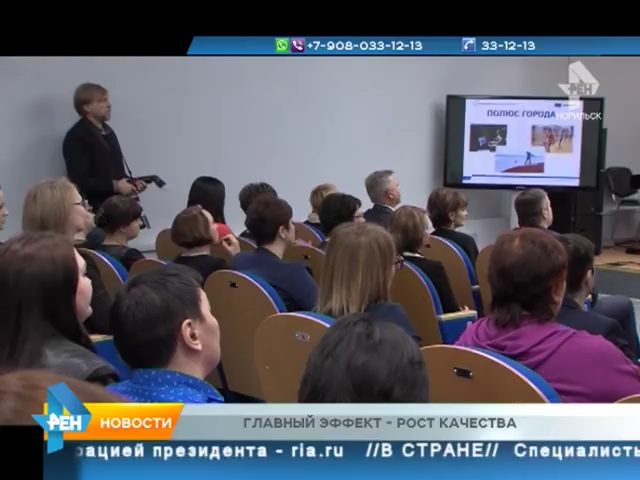 +7-908-033-12-13 33-12-13
РЕН
НОРИЛЬСК
ПОЛЮС ГОРОДА
РЕН НОВОСТИ ГЛАВНЫЙ ЭФФЕКТ - РОСТ КАЧЕСТВА
рацией президента - ria.ru //В СТРАНЕ// Специалисты